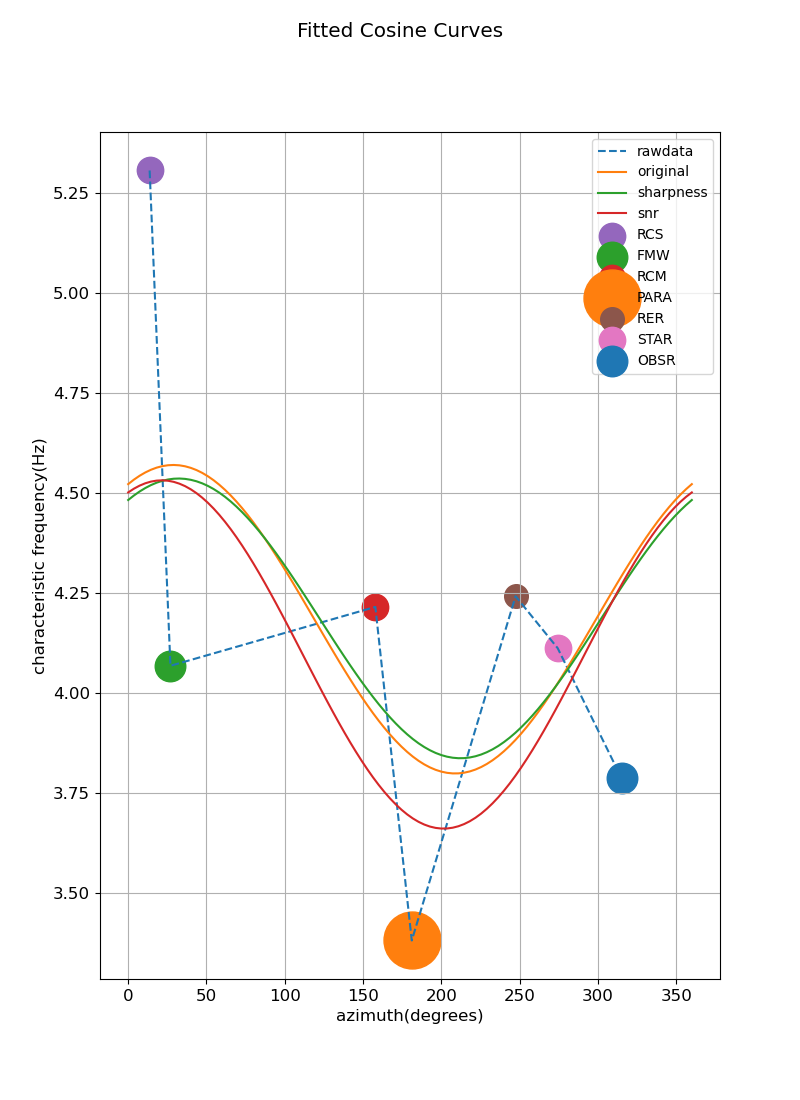 Fitted Cosine Curves
rawdata
original
sharpness
snr
RCS
FMW
RCM
PARA
RER
STAR
OBSR
5.25
5.00
4.75
4.50
4.25
4.00
3.75
3.50
characteristic frequency(Hz)
0 50 100 150 200 250 300 350
azimuth(degrees)